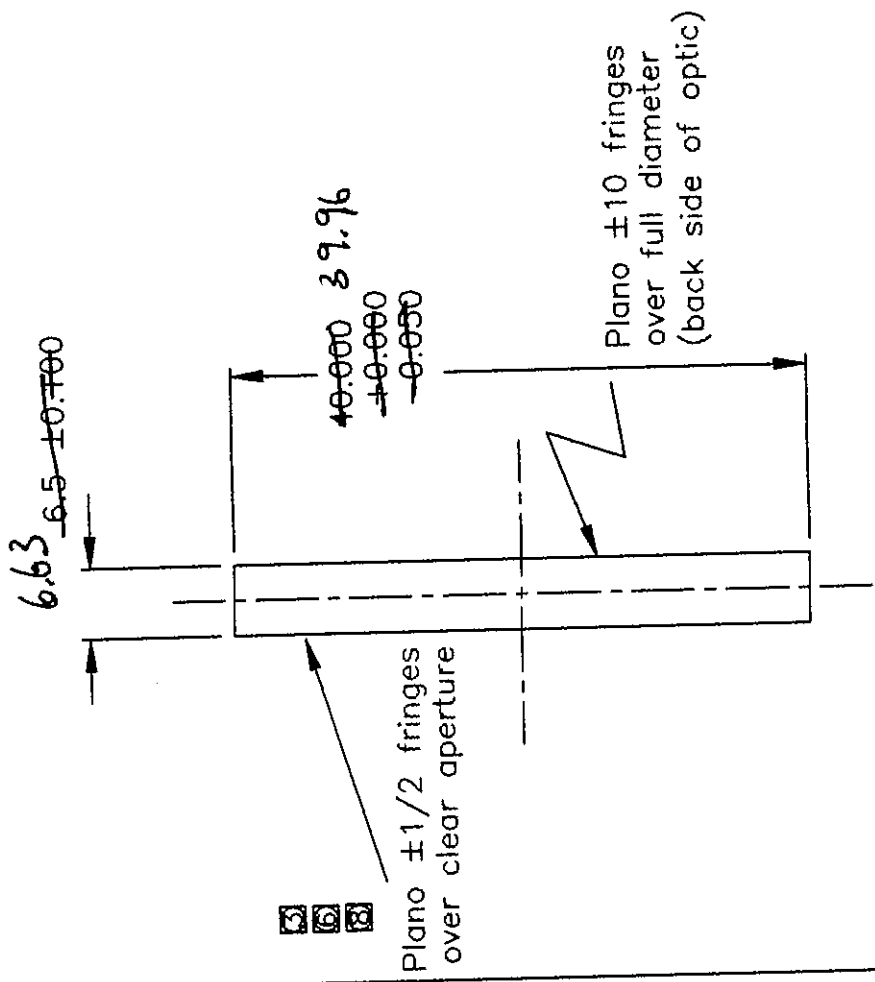 6.63 6.5 ±0.100
40.000 39.96
+0.000
-0.050
3
6
8
Plano ±1/2 fringes
over clear aperture
Plano ±10 fringes
over full diameter
(back side of optic)